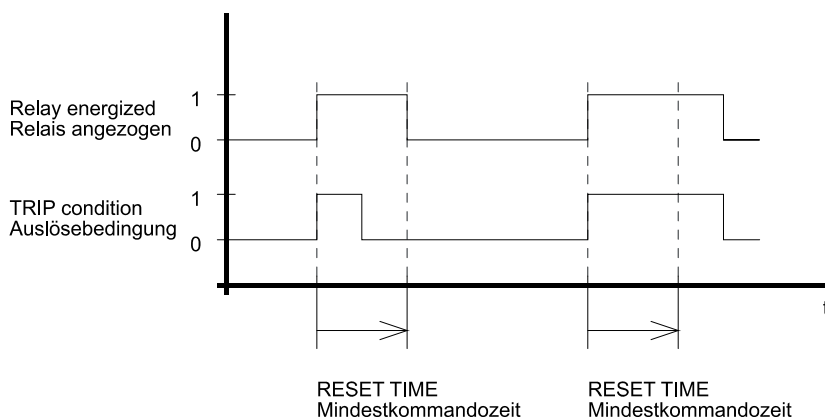 Relay energized
Relais angezogen
1
0
TRIP condition
Auslösebedingung
1
0
t
RESET TIME
Mindestkommandozeit
RESET TIME
Mindestkommandozeit